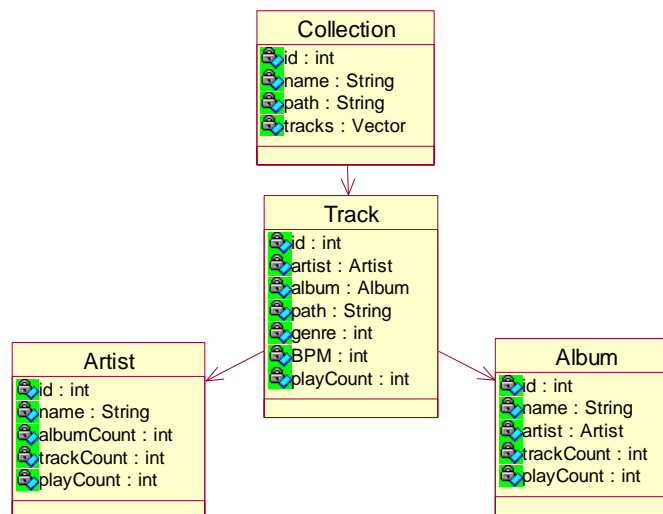 Collection
id : int
name : String
path : String
tracks : Vector
Track
id : int
artist : Artist
album : Album
path : String
genre : int
BPM : int
playCount : int
Artist
id : int
name : String
albumCount : int
trackCount : int
playCount : int
Album
id : int
name : String
artist : Artist
trackCount : int
playCount : int